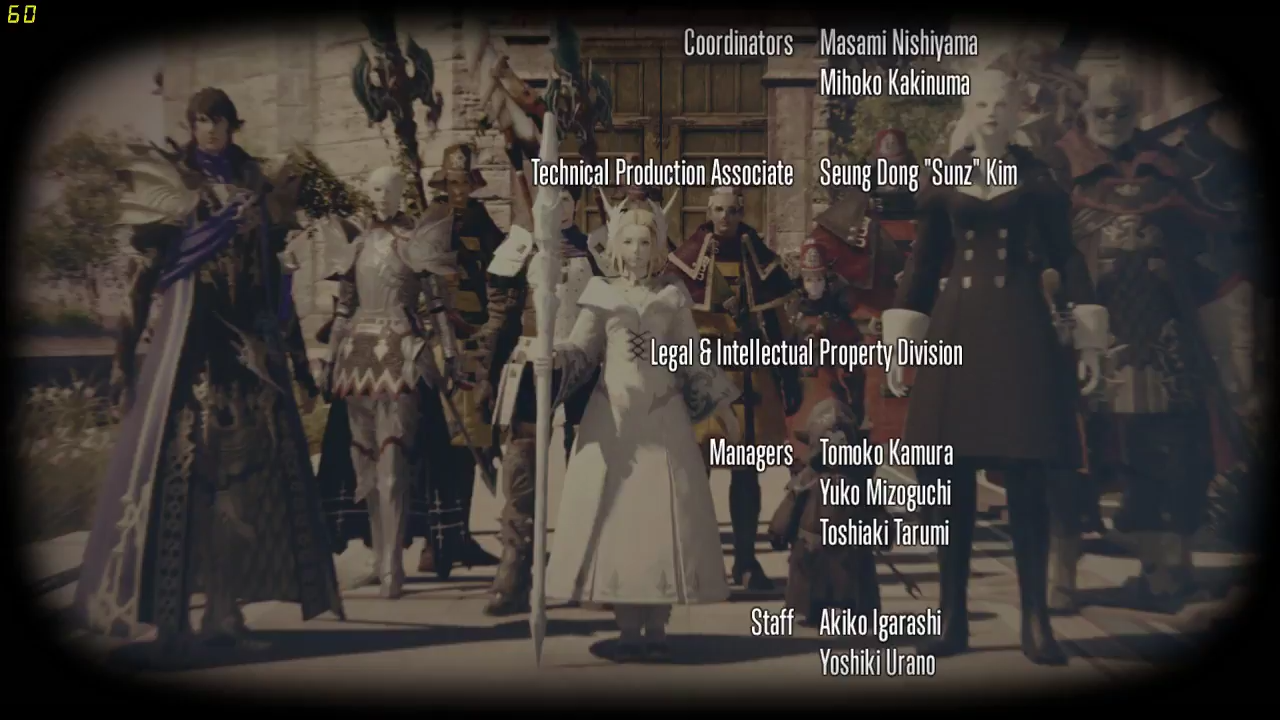 60
Coordinators Masami Nishiyama
Mihoko Kakinuma
Technical Production Associate Seung Dong "Sunz" Kim
Legal & Intellectual Property Division
Managers Tomoko Kamura
Yuko Mizoguchi
Toshiaki Tarumi
Staff Akiko Igarashi
Yoshiki Urano